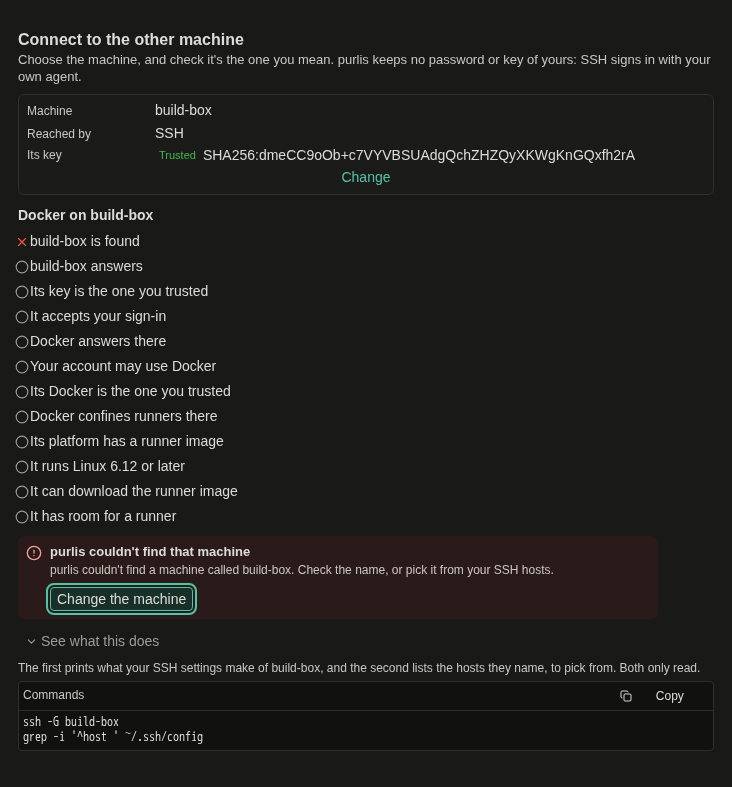 Connect to the other machine
Choose the machine, and check it's the one you mean. purlis keeps no password or key of yours: SSH signs in with your
own agent.
Machine build-box
Reached by SSH
Its key Trusted SHA256:dmeCC9oOb+c7VYVBSUAdgQchZHZQyXKWgKnGQxfh2rA
Change
Docker on build-box
build-box is found
build-box answers
Its key is the one you trusted
It accepts your sign-in
Docker answers there
Your account may use Docker
Its Docker is the one you trusted
Docker confines runners there
Its platform has a runner image
It runs Linux 6.12 or later
It can download the runner image
It has room for a runner
purlis couldn't find that machine
purlis couldn't find a machine called build-box. Check the name, or pick it from your SSH hosts.
Change the machine
See what this does
The first prints what your SSH settings make of build-box, and the second lists the hosts they name, to pick from. Both only read.
Commands Copy
ssh -G build-box
grep -i '^host ' ~/.ssh/config